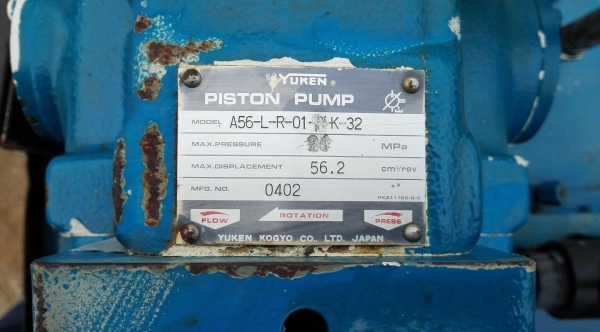 YUKEN ®
PISTON PUMP
MODEL A56-L-R-01- -K-32
MAX.PRESSURE MPa
MAX.DISPLACEMENT 56.2 cm³/rev
MFG. NO. 0402
FLOW ROTATION PRESS.
YUKEN KOGYO CO., LTD. JAPAN